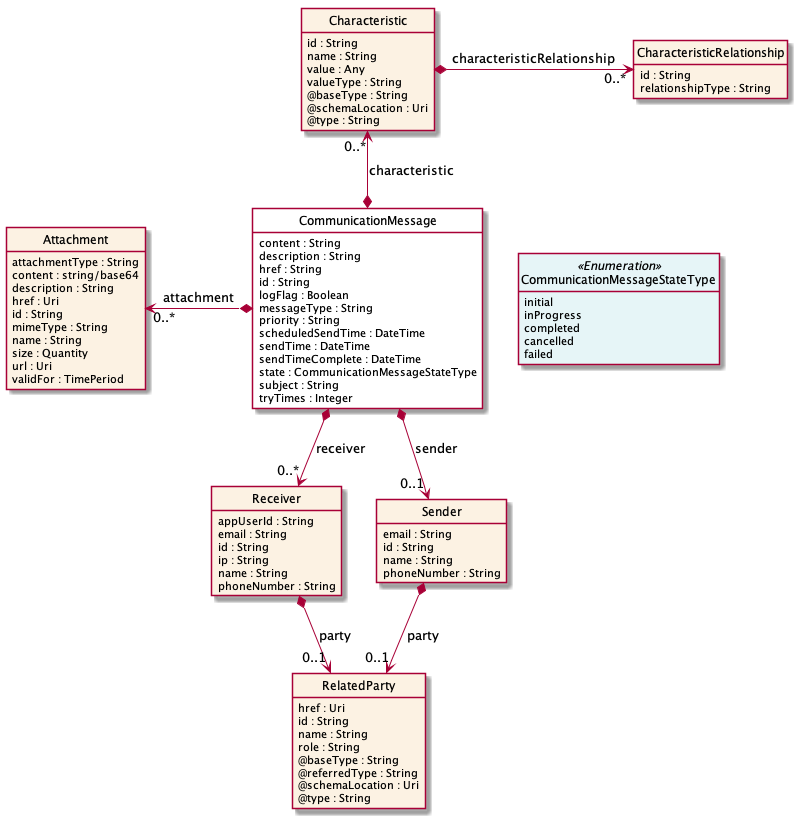 Characteristic
id : String
name : String
value : Any
valueType : String
@baseType : String
@schemaLocation : Uri
@type : String
characteristicRelationship
0..*
CharacteristicRelationship
id : String
relationshipType : String
0..*
characteristic
CommunicationMessage
content : String
description : String
href : String
id : String
logFlag : Boolean
messageType : String
priority : String
scheduledSendTime : DateTime
sendTime : DateTime
sendTimeComplete : DateTime
state : CommunicationMessageStateType
subject : String
tryTimes : Integer
Attachment
attachmentType : String
content : string/base64
description : String
href : Uri
id : String
mimeType : String
name : String
size : Quantity
url : Uri
validFor : TimePeriod
attachment
0..*
«Enumeration»
CommunicationMessageStateType
initial
inProgress
completed
cancelled
failed
receiver
0..*
sender
0..1
Receiver
appUserId : String
email : String
id : String
ip : String
name : String
phoneNumber : String
Sender
email : String
id : String
name : String
phoneNumber : String
party
0..1
party
0..1
RelatedParty
href : Uri
id : String
name : String
role : String
@baseType : String
@referredType : String
@schemaLocation : Uri
@type : String